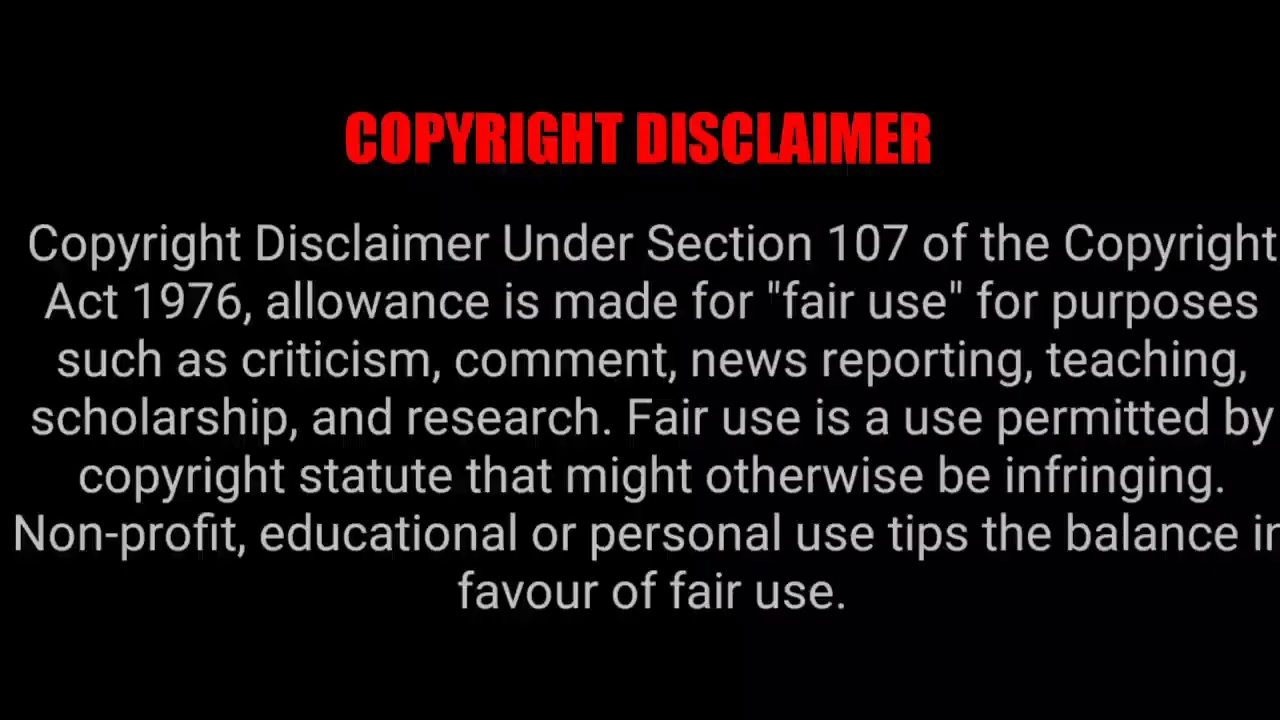 COPYRIGHT DISCLAIMER
Copyright Disclaimer Under Section 107 of the Copyright
Act 1976, allowance is made for "fair use" for purposes
such as criticism, comment, news reporting, teaching,
scholarship, and research. Fair use is a use permitted by
copyright statute that might otherwise be infringing.
Non-profit, educational or personal use tips the balance in
favour of fair use.